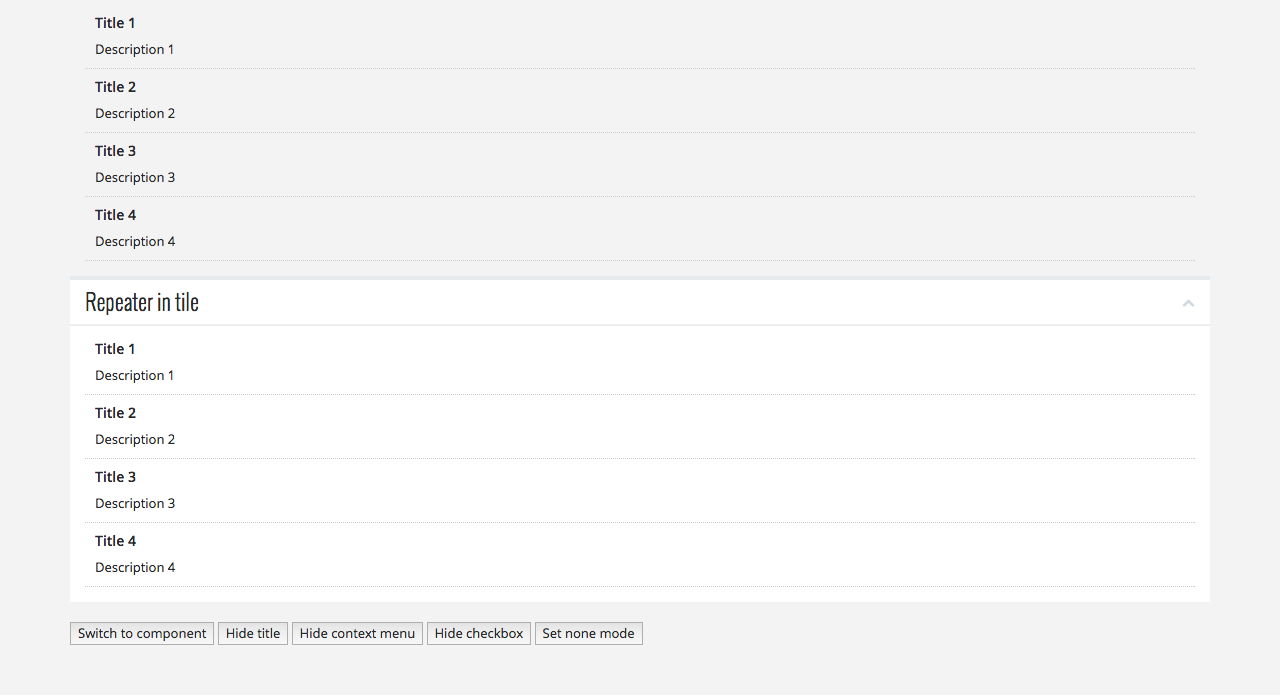 Title 1
Description 1
Title 2
Description 2
Title 3
Description 3
Title 4
Description 4
Repeater in tile
Title 1
Description 1
Title 2
Description 2
Title 3
Description 3
Title 4
Description 4
Switch to component Hide title Hide context menu Hide checkbox Set none mode